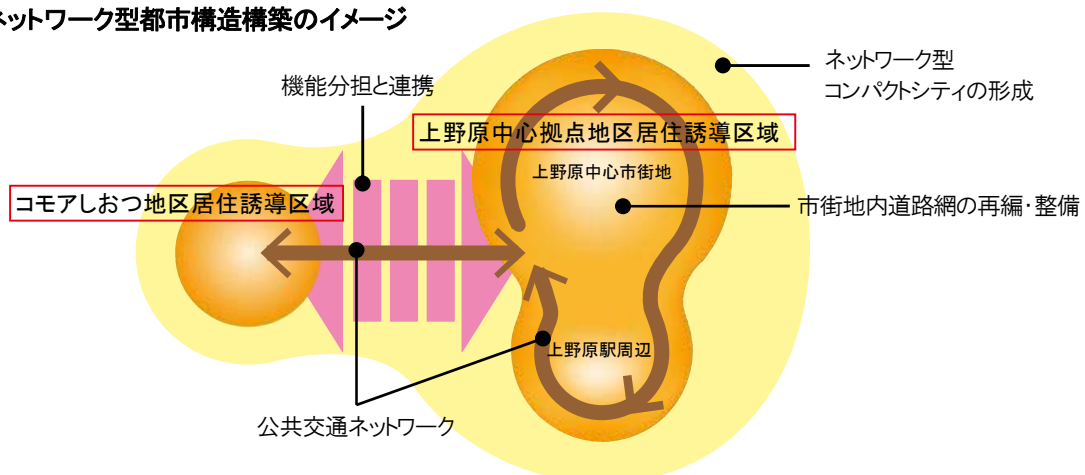 ネットワーク型都市構造構築のイメージ
ネットワーク型
コンパクトシティの形成
機能分担と連携
上野原中心拠点地区居住誘導区域
上野原中心市街地
コモアしおつ地区居住誘導区域
市街地内道路網の再編・整備
上野原駅周辺
公共交通ネットワーク